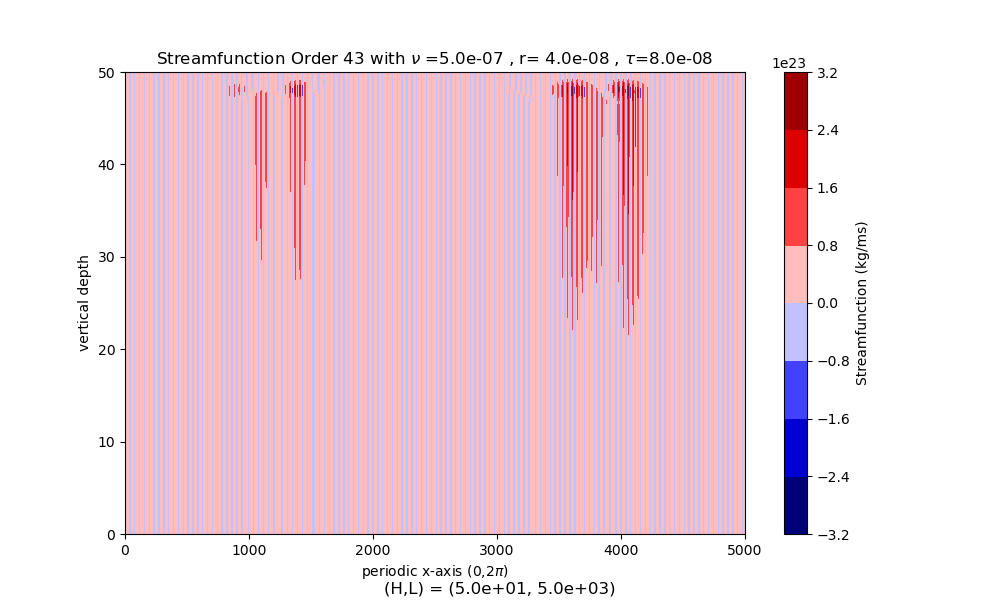 Streamfunction Order 43 with ν =5.0e-07 , r= 4.0e-08 , τ=8.0e-08
1e23
50
40
30
20
10
0
vertical depth
0 1000 2000 3000 4000 5000
periodic x-axis (0,2π)
(H,L) = (5.0e+01, 5.0e+03)
3.2
2.4
1.6
0.8
0.0
−0.8
−1.6
−2.4
−3.2
Streamfunction (kg/ms)